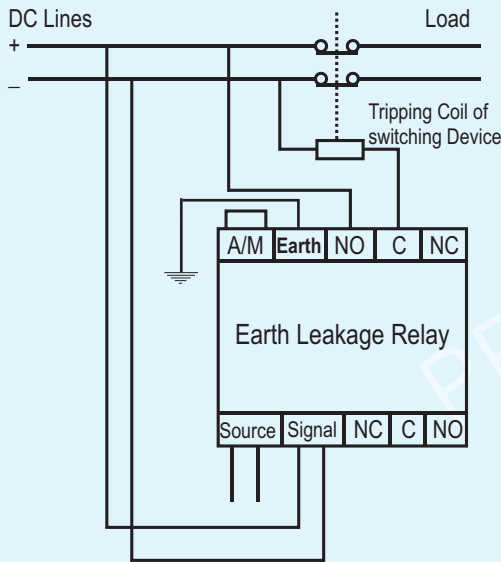 DC Lines
Load
+
–
Tripping Coil of
switching Device
A/M Earth NO C NC
Earth Leakage Relay
Source Signal NC C NO